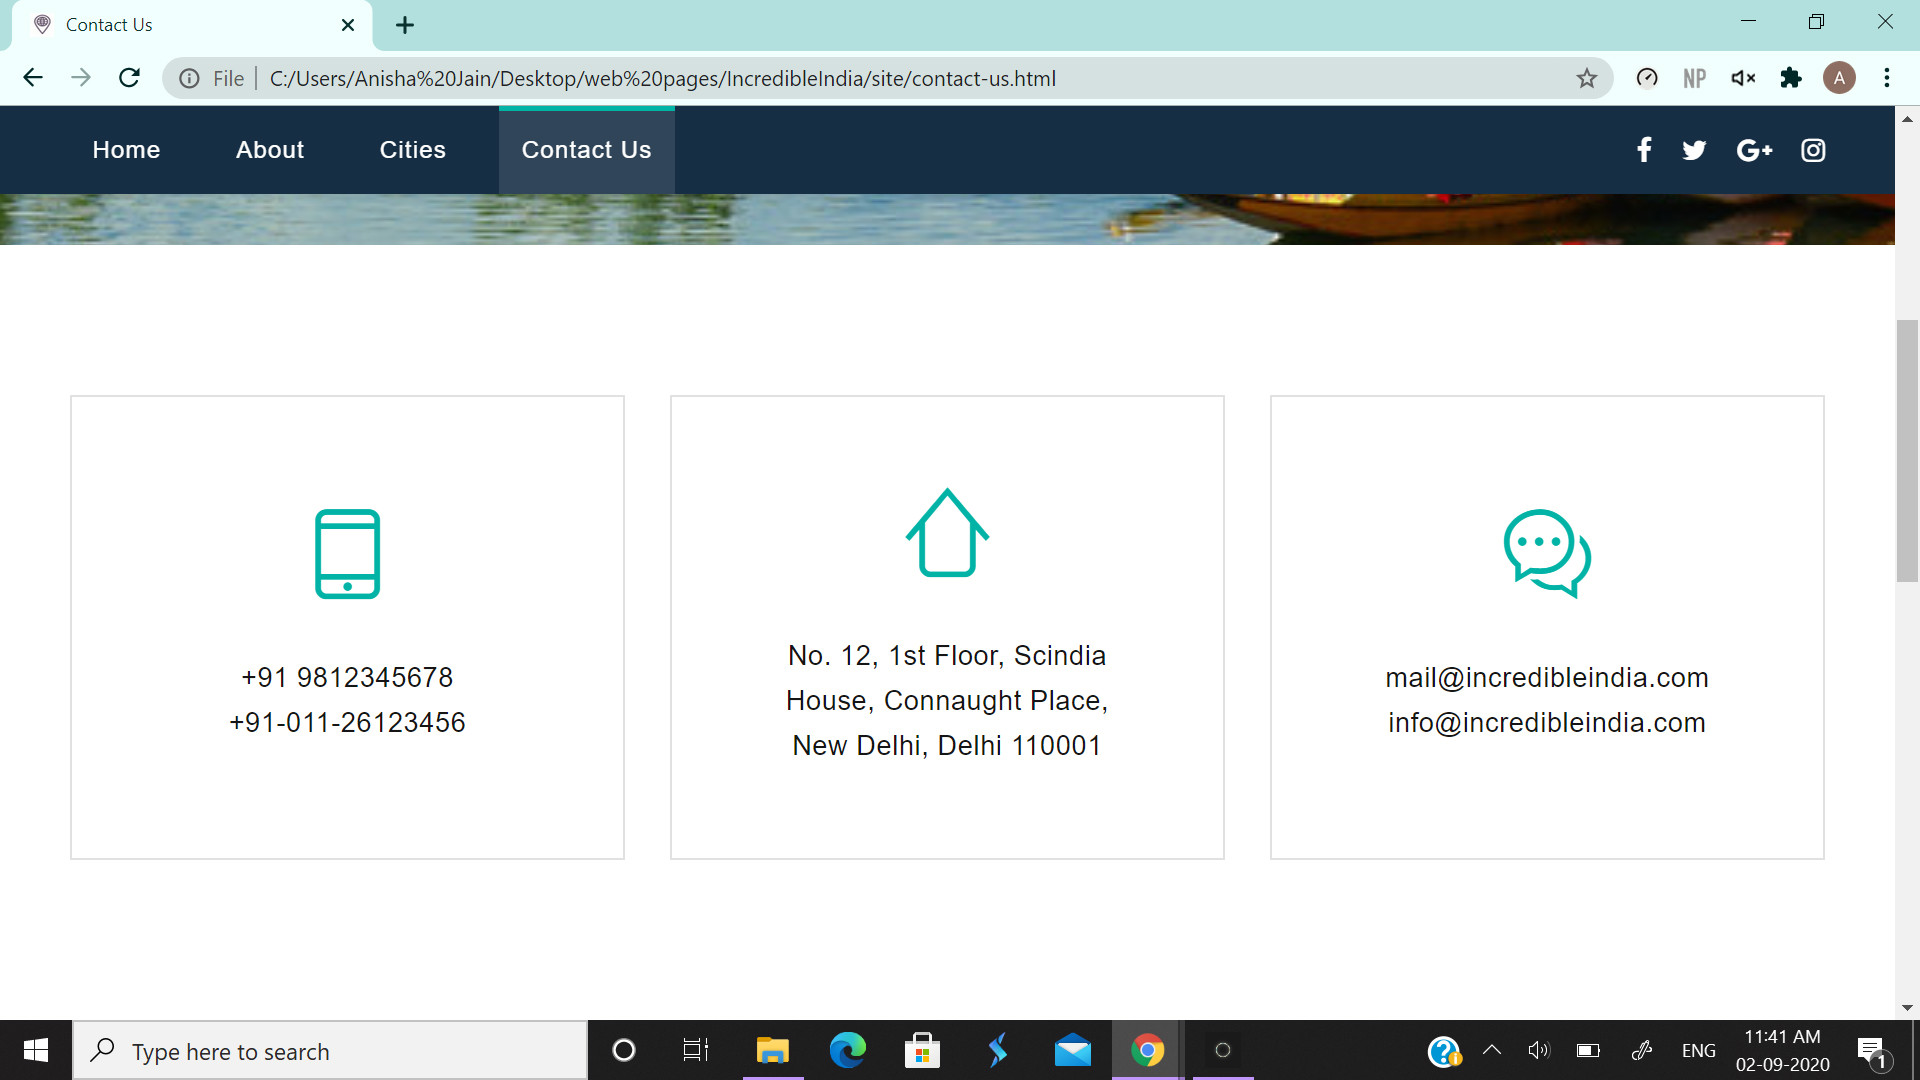 Contact Us
File
C:/Users/Anisha%20Jain/Desktop/web%20pages/IncredibleIndia/site/contact-us.html
NP
A
Home About Cities Contact Us
G+
+91 9812345678
+91-011-26123456
No. 12, 1st Floor, Scindia
House, Connaught Place,
New Delhi, Delhi 110001
mail@incredibleindia.com
info@incredibleindia.com
Type here to search
ENG
11:41 AM
02-09-2020
1